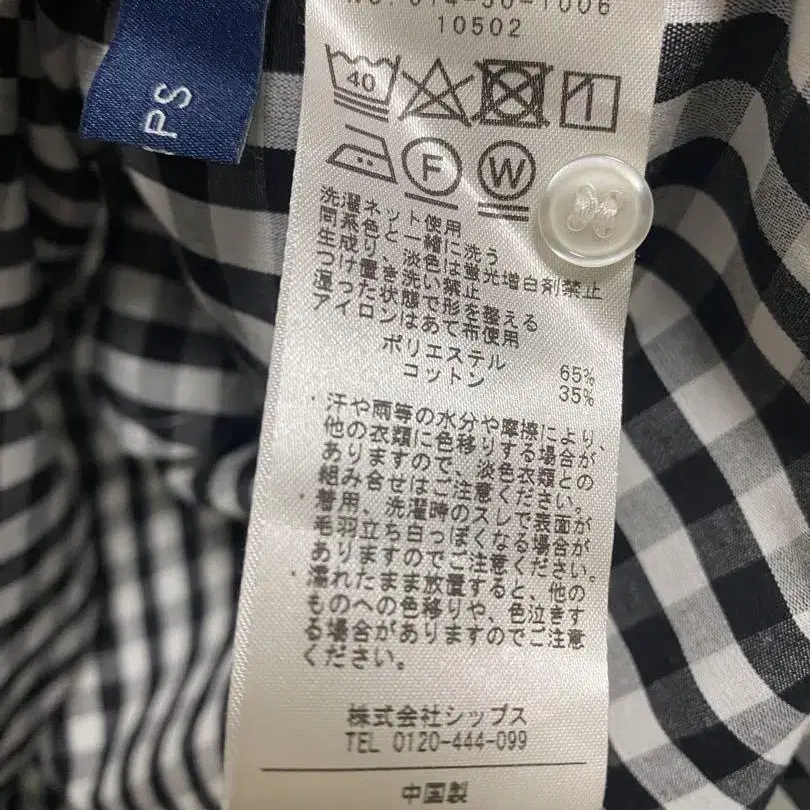 10502
PS
40
F
W
洗濯ネット使用
同系色と一緒に洗う
生成り、淡色は蛍光増白剤禁止
つけ置き洗い禁止
湿った状態で形を整える
アイロンはあて布使用
ポリエステル 65%
コットン 35%
・汗や雨等の水分や摩擦により、
他の衣類に色移りする場合が
ありますので、淡色衣類との
組み合せはご注意ください。
・着用、洗濯時のスレで表面が
毛羽立ち白っぽくなる場合が
ありますのでご注意ください。
・濡れたまま放置すると、他の
ものへの色移りや、色泣きす
る場合がありますのでご注意
ください。
株式会社シップス
TEL 0120-444-099
中国製